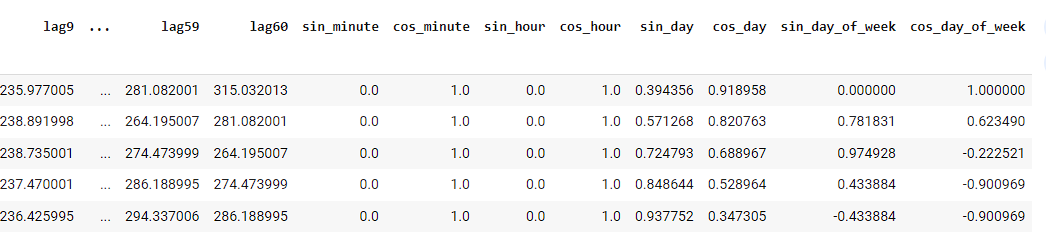 lag9 ... lag59 lag60 sin_minute cos_minute sin_hour cos_hour sin_day cos_day sin_day_of_week cos_day_of_week
235.977005 ... 281.082001 315.032013 0.0 1.0 0.0 1.0 0.394356 0.918958 0.000000 1.000000
238.891998 ... 264.195007 281.082001 0.0 1.0 0.0 1.0 0.571268 0.820763 0.781831 0.623490
238.735001 ... 274.473999 264.195007 0.0 1.0 0.0 1.0 0.724793 0.688967 0.974928 -0.222521
237.470001 ... 286.188995 274.473999 0.0 1.0 0.0 1.0 0.848644 0.528964 0.433884 -0.900969
236.425995 ... 294.337006 286.188995 0.0 1.0 0.0 1.0 0.937752 0.347305 -0.433884 -0.900969